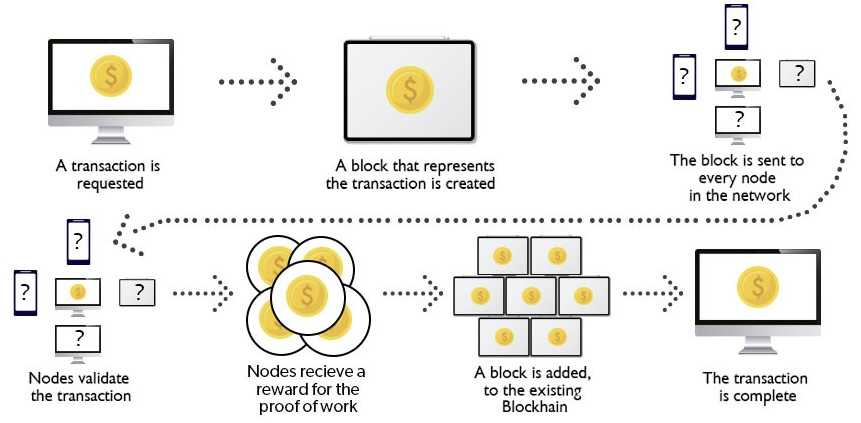 A transaction is
requested
A block that represents
the transaction is created
The block is sent to
every node
in the network
Nodes validate
the transaction
Nodes recieve a
reward for the
proof of work
A block is added,
to the existing
Blockhain
The transaction
is complete